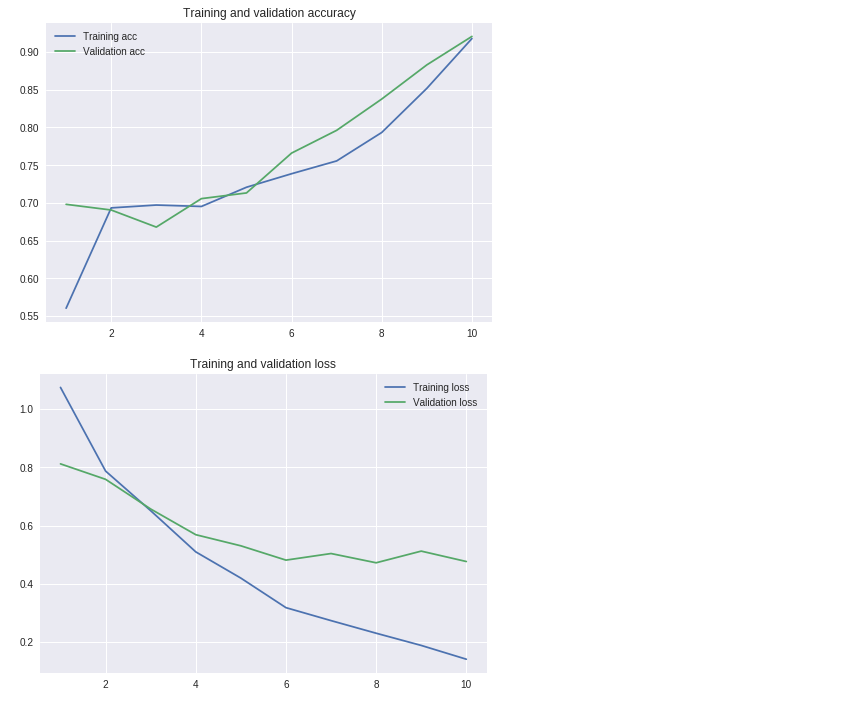 Training and validation accuracy
Training acc
Validation acc
0.90
0.85
0.80
0.75
0.70
0.65
0.60
0.55
2 4 6 8 10
Training and validation loss
Training loss
Validation loss
1.0
0.8
0.6
0.4
0.2
2 4 6 8 10